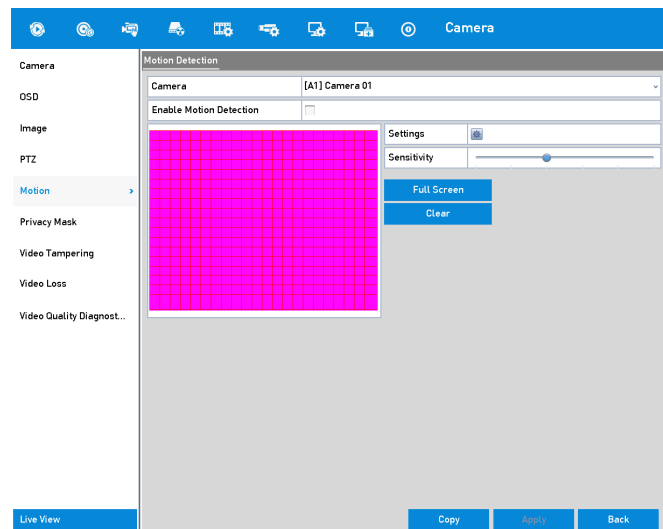 Camera
Camera
OSD
Image
PTZ
Motion
Privacy Mask
Video Tampering
Video Loss
Video Quality Diagnost...
Live View
Motion Detection
Camera [A1] Camera 01
Enable Motion Detection
Settings
Sensitivity
Full Screen
Clear
Copy Apply Back